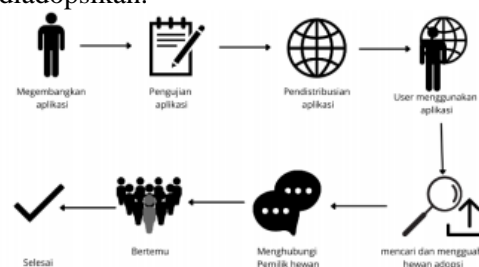 diadopsikan.
Megembangkan
aplikasi
Pengujian
aplikasi
Pendistribusian
aplikasi
User menggunakan
aplikasi
Selesai
Bertemu
Menghubungi
Pemilik hewan
mencari dan mengguah
hewan adopsi